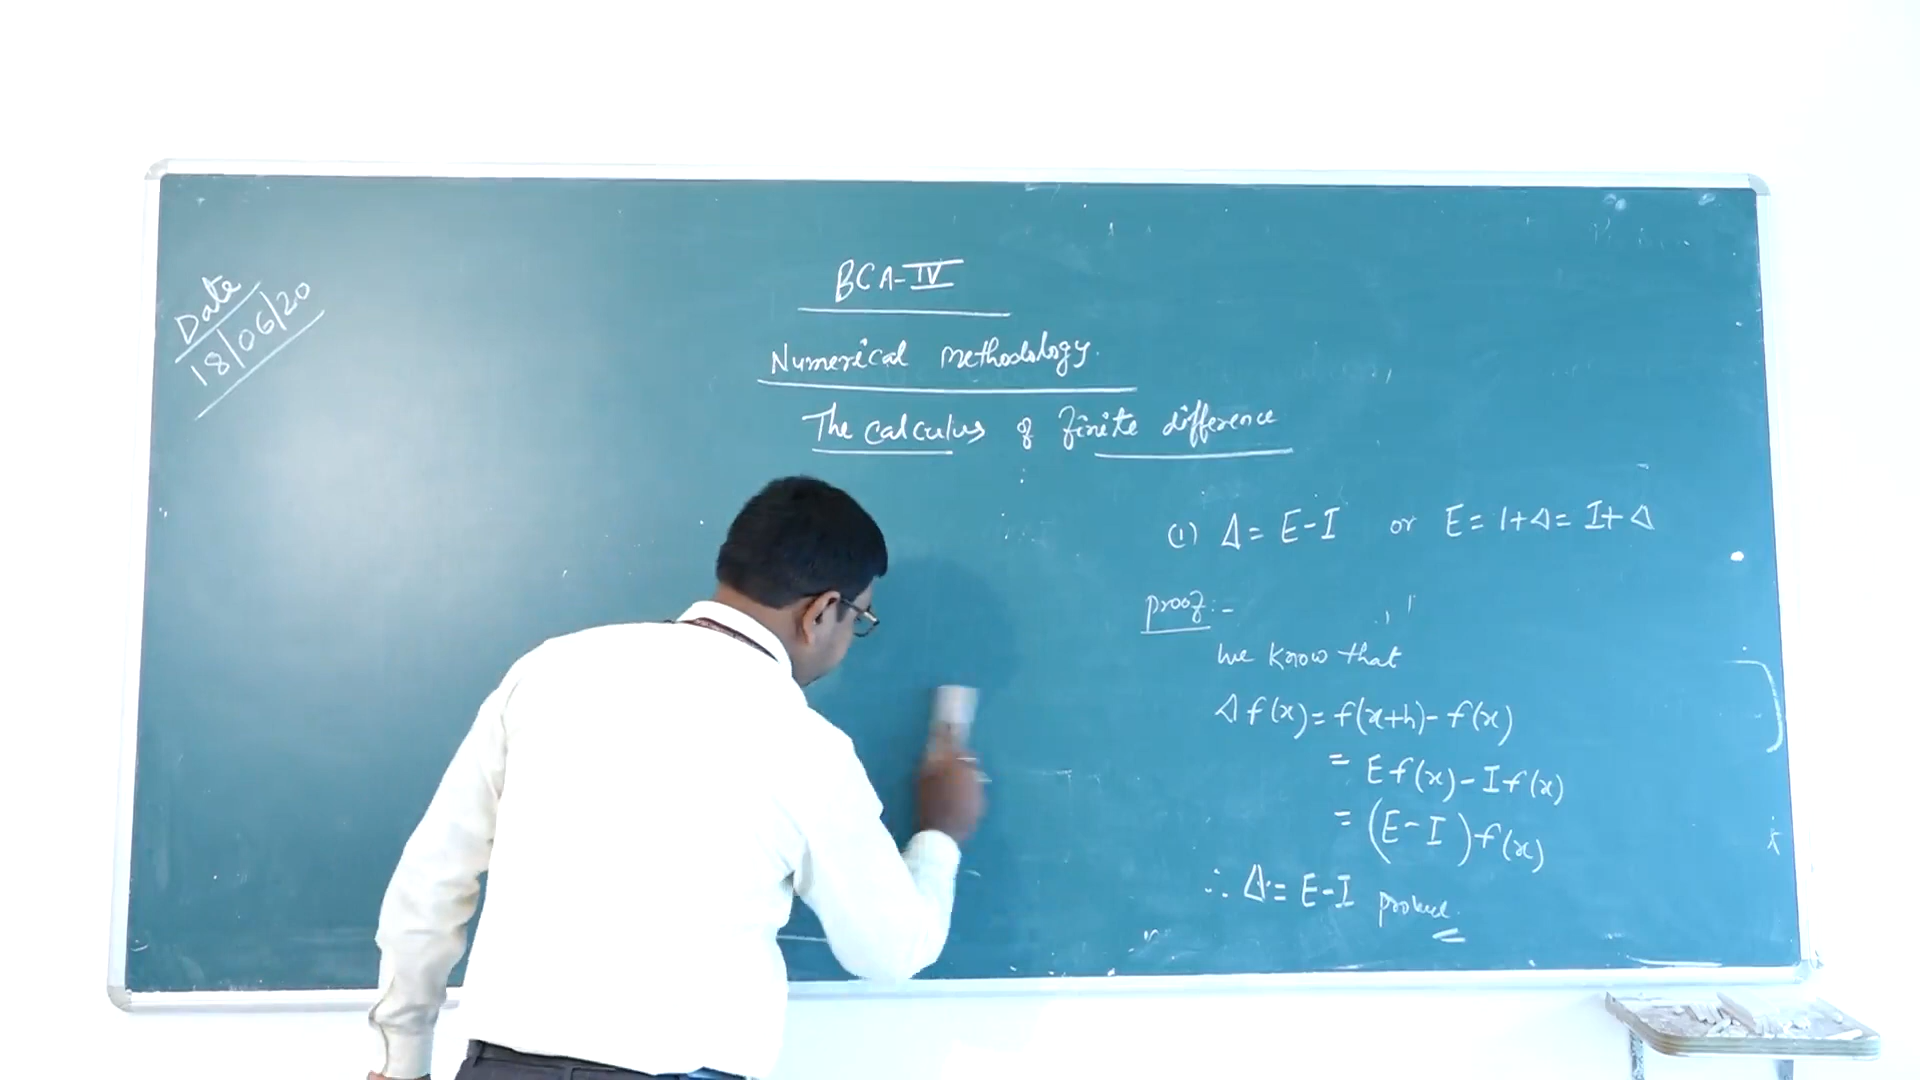 Date
18/06/20
BCA-IV
Numerical methodology.
The calculus of finite difference
(1) Δ = E-I or E = 1+Δ = I+Δ
proof:-
We know that
Δf(x) = f(x+h) - f(x)
= Ef(x) - If(x)
= (E-I)f(x)
∴ Δ = E-I